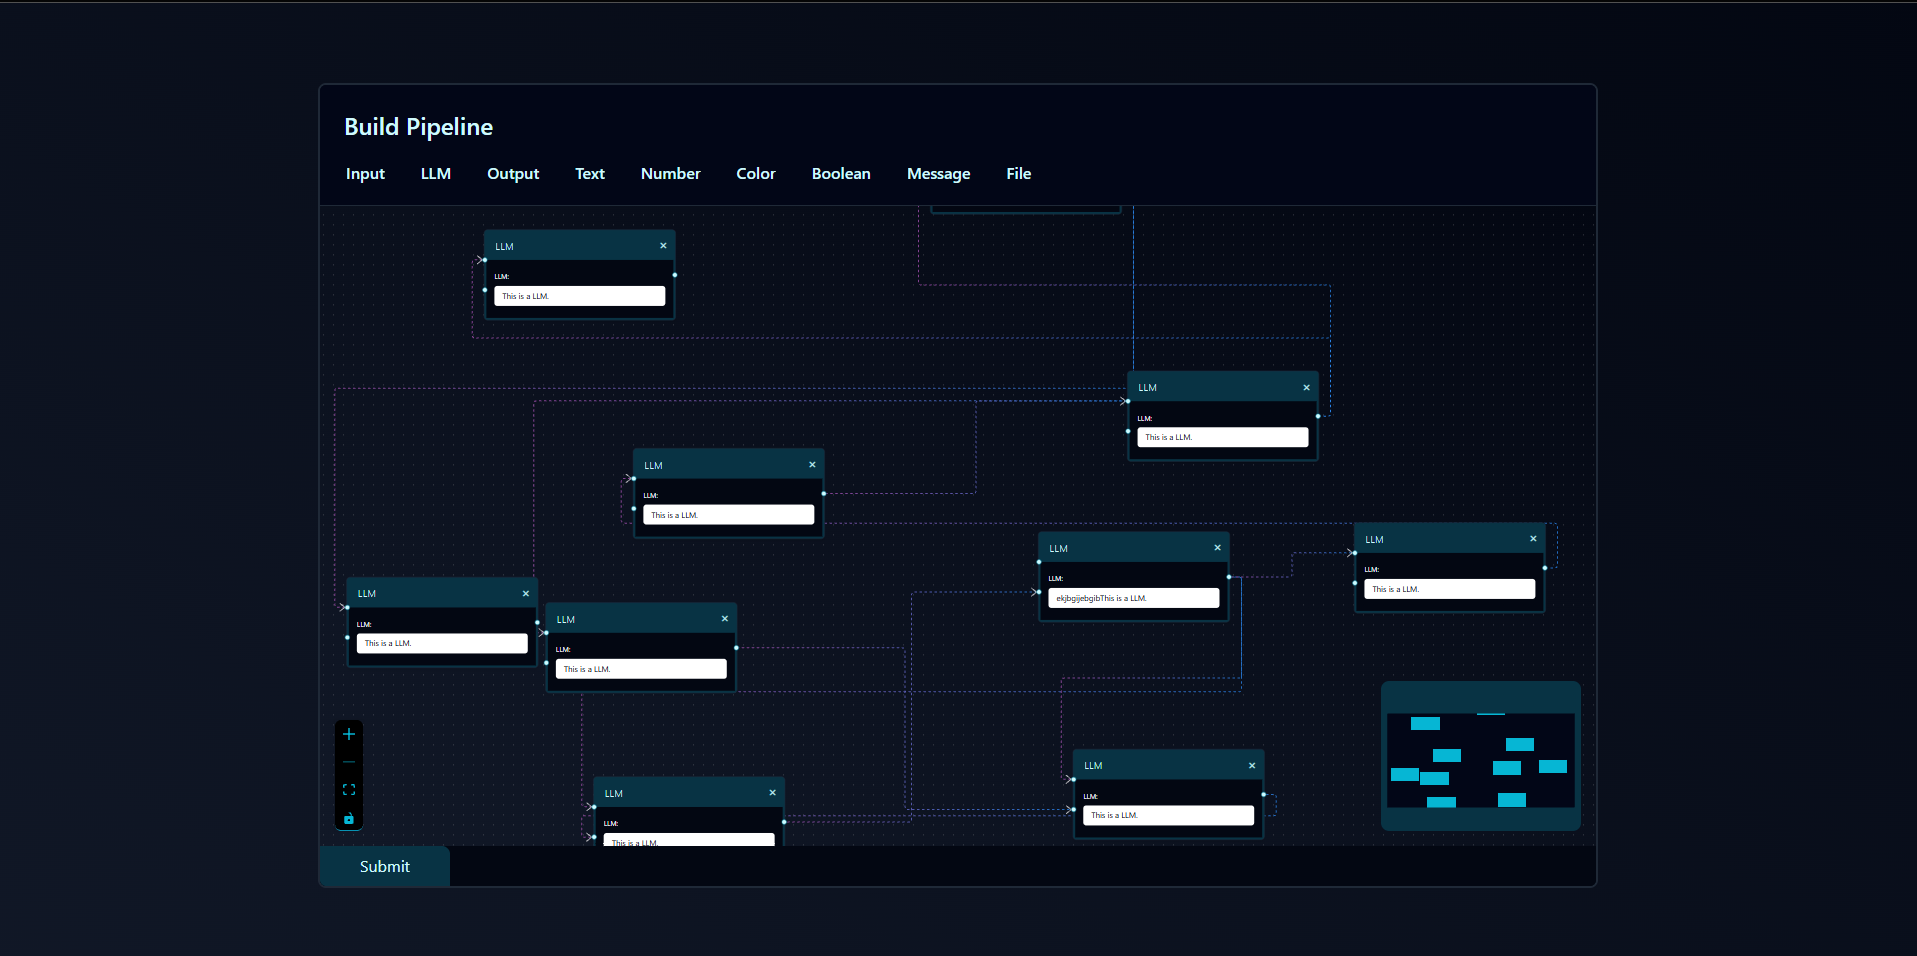 Build Pipeline
Input LLM Output Text Number Color Boolean Message File
LLM ×
LLM:
This is a LLM.
LLM ×
LLM:
This is a LLM.
LLM ×
LLM:
This is a LLM.
LLM ×
LLM:
ekjbgijebgibThis is a LLM.
LLM ×
LLM:
This is a LLM.
LLM ×
LLM:
This is a LLM.
LLM ×
LLM:
This is a LLM.
LLM ×
LLM:
This is a LLM.
LLM ×
LLM:
This is a LLM.
Submit